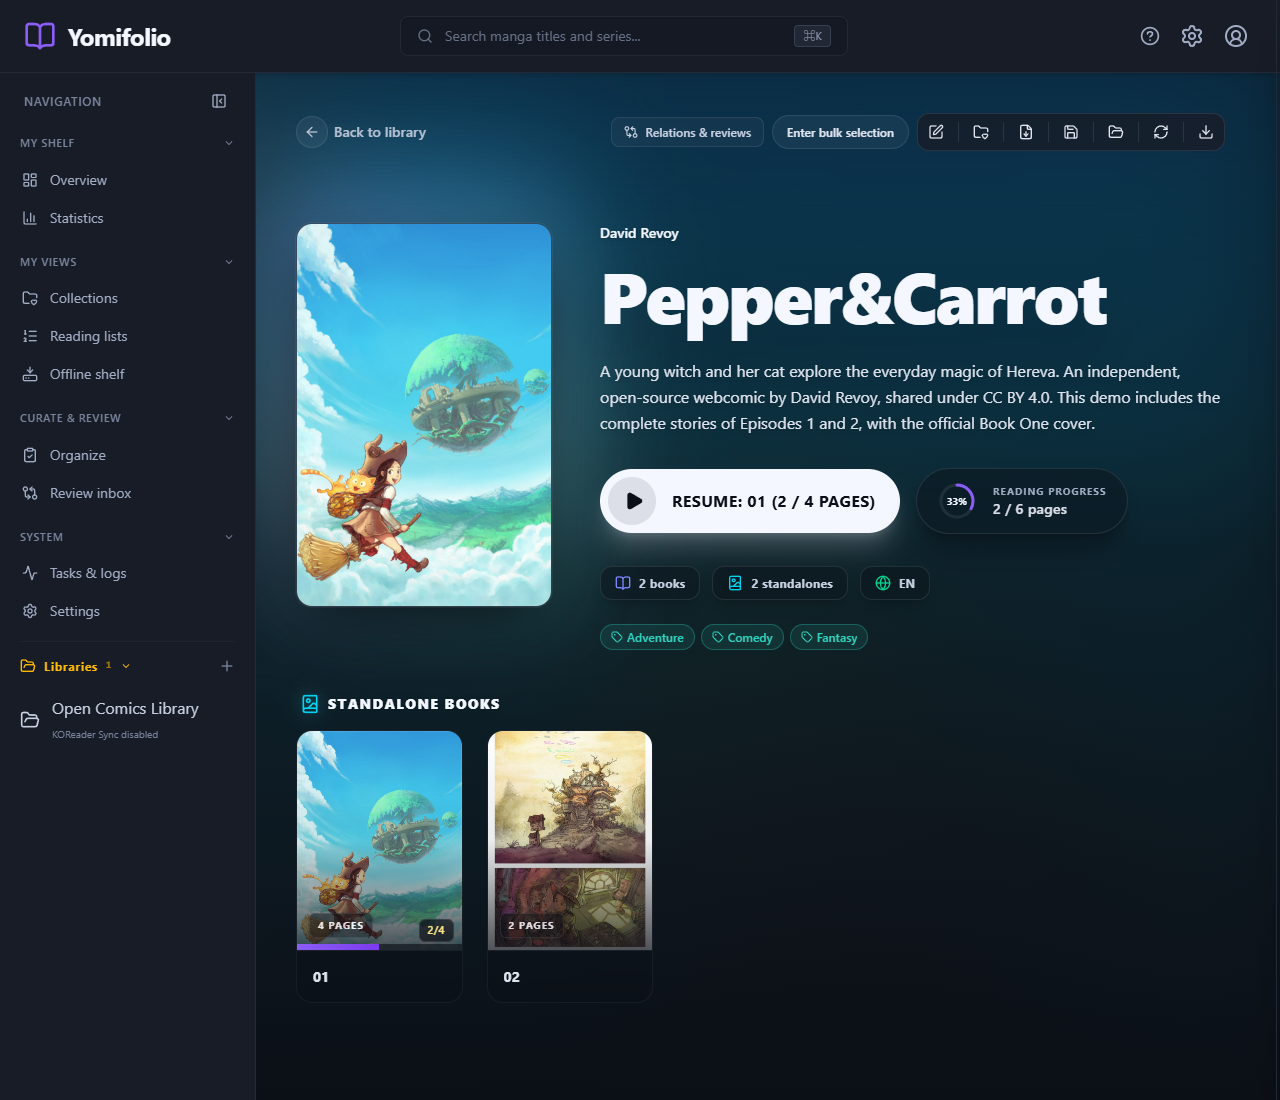 Yomifolio
Search manga titles and series...
⌘K
NAVIGATION
MY SHELF
Overview
Statistics
MY VIEWS
Collections
Reading lists
Offline shelf
CURATE & REVIEW
Organize
Review inbox
SYSTEM
Tasks & logs
Settings
Libraries 1
Open Comics Library
KOReader Sync disabled
Back to library
Relations & reviews
Enter bulk selection
David Revoy
Pepper&Carrot
A young witch and her cat explore the everyday magic of Hereva. An independent,
open-source webcomic by David Revoy, shared under CC BY 4.0. This demo includes the
complete stories of Episodes 1 and 2, with the official Book One cover.
RESUME: 01 (2 / 4 PAGES)
33%
READING PROGRESS
2 / 6 pages
2 books
2 standalones
EN
Adventure
Comedy
Fantasy
STANDALONE BOOKS
4 PAGES
2/4
01
2 PAGES
02